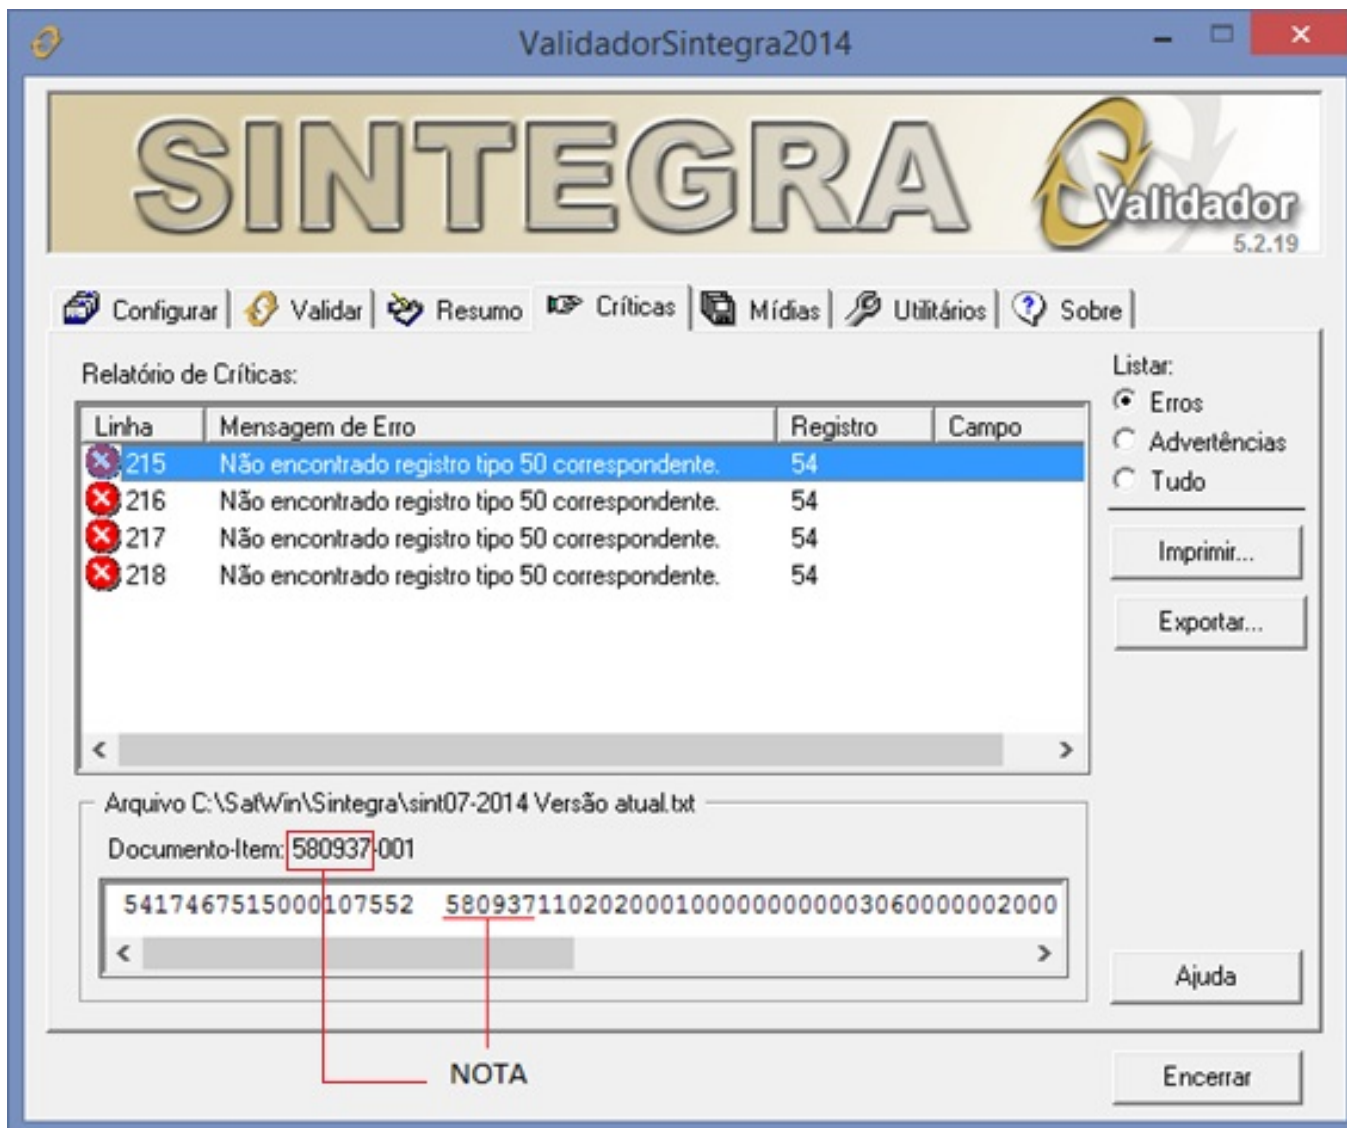 ValidadorSintegra2014
SINTEGRA
Validador
5.2.19
Configurar Validar Resumo Críticas Mídias Utilitários Sobre
Relatório de Críticas:
Listar:
Erros
Advertências
Tudo
Linha Mensagem de Erro Registro Campo
215 Não encontrado registro tipo 50 correspondente. 54
216 Não encontrado registro tipo 50 correspondente. 54
217 Não encontrado registro tipo 50 correspondente. 54
218 Não encontrado registro tipo 50 correspondente. 54
Imprimir...
Exportar...
Arquivo C:\SatWin\Sintegra\sint07-2014 Versão atual.txt
Documento-Item: 580937-001
5417467515000107552 5809371102020001000000000003060000002000
Ajuda
NOTA
Encerrar